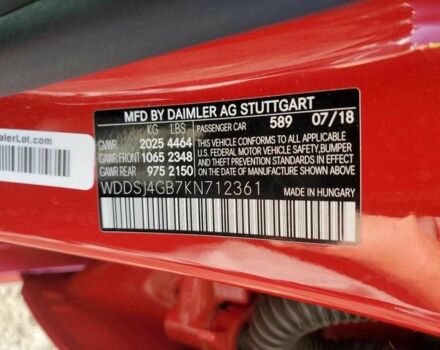 MFD BY DAIMLER AG STUTTGART
KG LBS PASSENGER CAR 589 07/18
GVWR 2025 4464 THIS VEHICLE CONFORMS TO ALL APPLICABLE
GAWR FRONT 1065 2348 U.S. FEDERAL MOTOR VEHICLE SAFETY, BUMPER
GAWR REAR 975 2150 AND THEFT PREVENTION STANDARDS IN EFFECT
ON THE DATE OF MANUFACTURE SHOWN ABOVE.
WDDSJ4GB7KN712361 MADE IN HUNGARY
alerLot.com